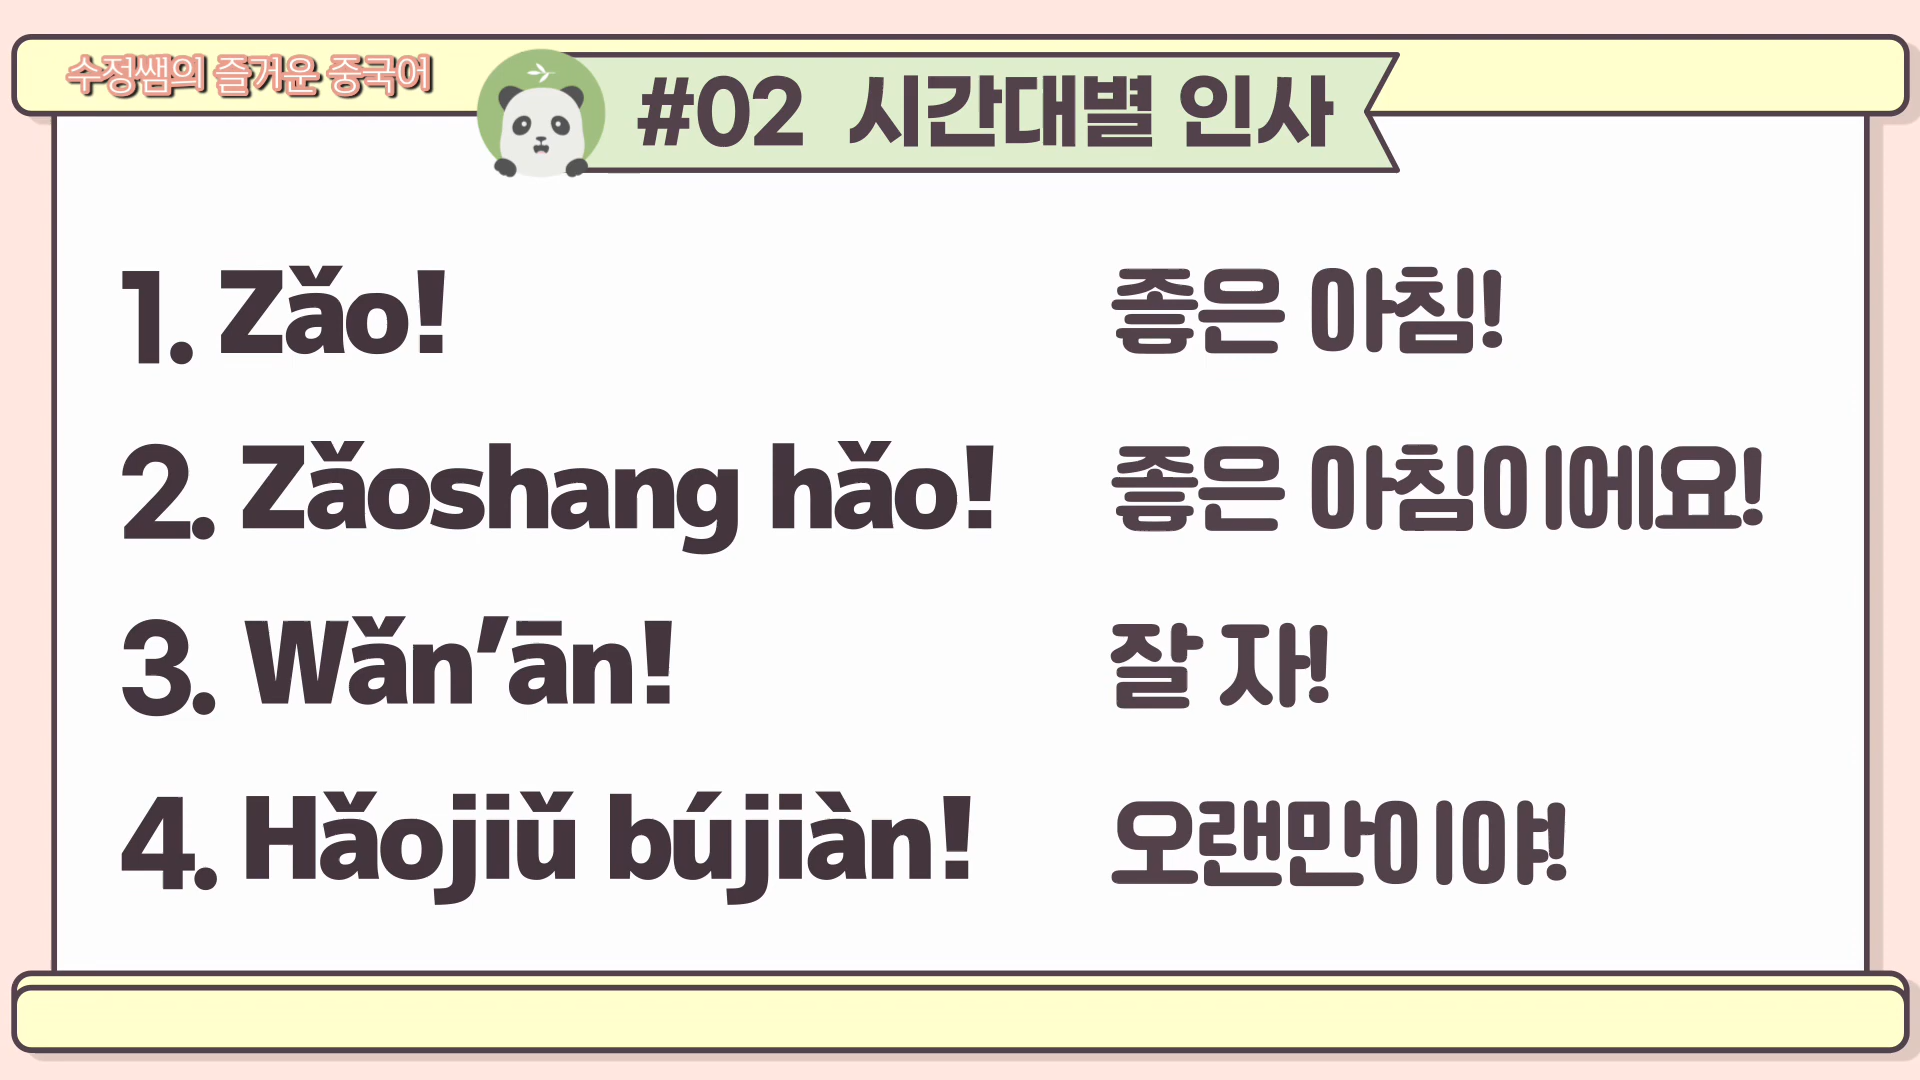 수정쌤의 즐거운 중국어
#02 시간대별 인사
1. Zǎo! 좋은 아침!
2. Zǎoshang hǎo! 좋은 아침이에요!
3. Wǎn’ān! 잘 자!
4. Hǎojiǔ bújiàn! 오랜만이야!